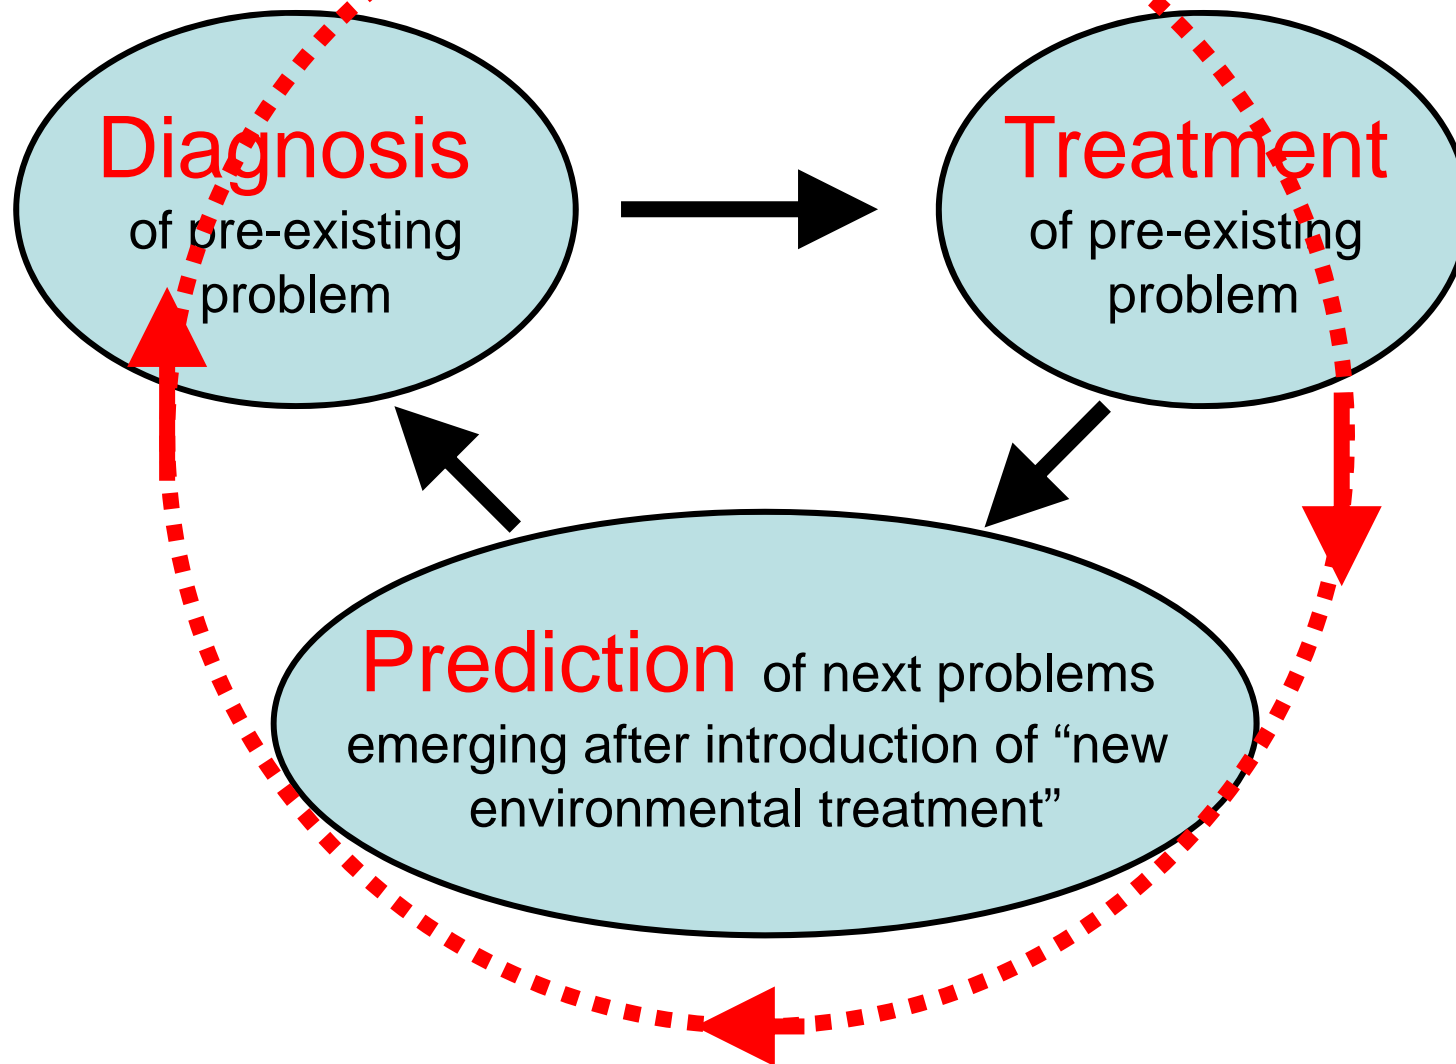 Diagnosis
of pre-existing
problem
Treatment
of pre-existing
problem
Prediction of next problems
emerging after introduction of “new
environmental treatment”